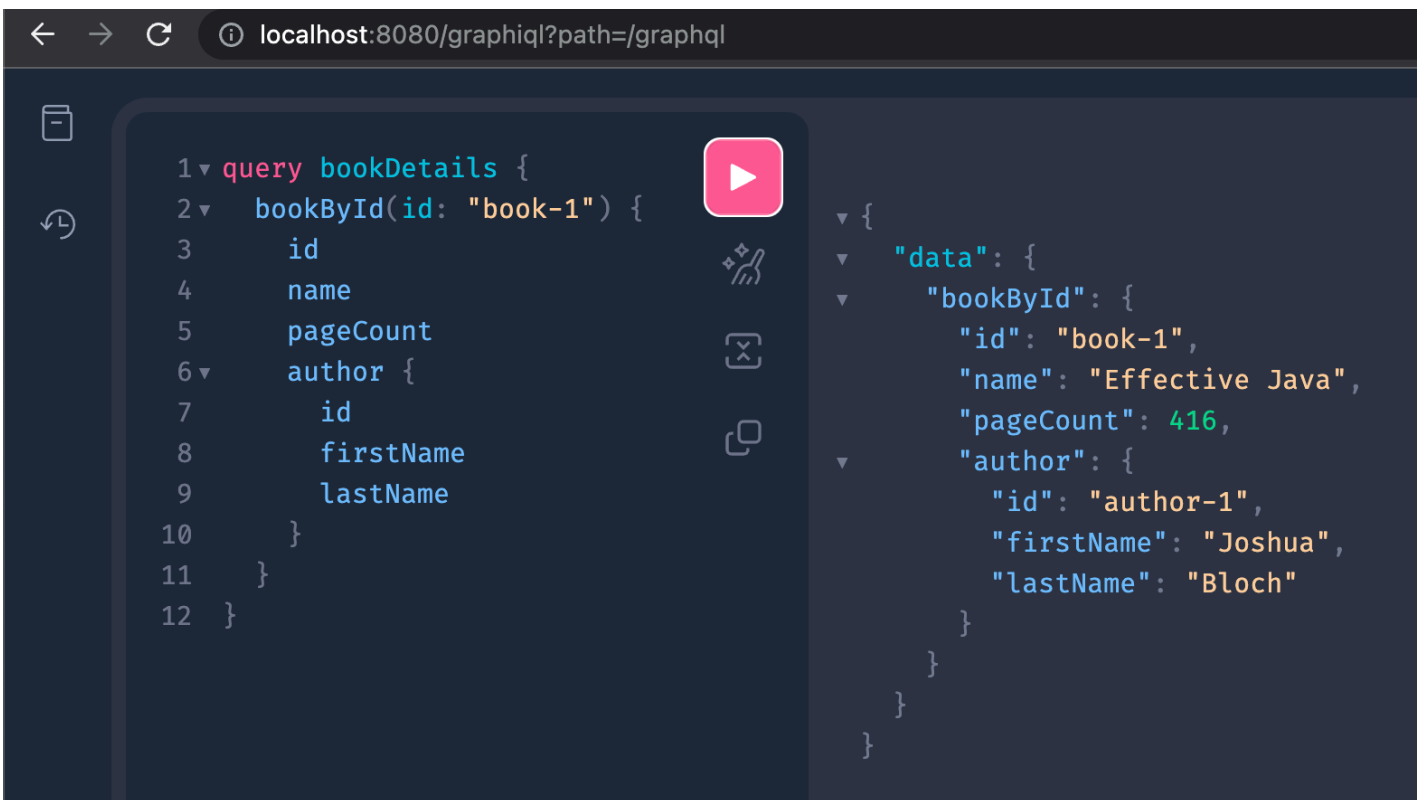 localhost:8080/graphiql?path=/graphql
1 query bookDetails {
2 bookById(id: "book-1") {
3 id
4 name
5 pageCount
6 author {
7 id
8 firstName
9 lastName
10 }
11 }
12 }
{
"data": {
"bookById": {
"id": "book-1",
"name": "Effective Java",
"pageCount": 416,
"author": {
"id": "author-1",
"firstName": "Joshua",
"lastName": "Bloch"
}
}
}
}